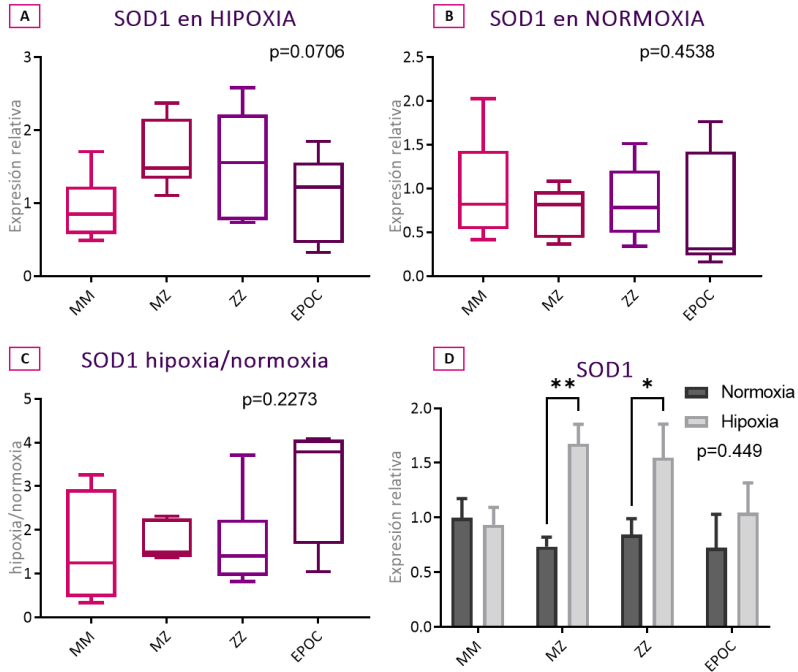 A
SOD1 en HIPOXIA
p=0.0706
Expresión relativa
3
2
1
0
MM
MZ
ZZ
EPOC
B
SOD1 en NORMOXIA
p=0.4538
Expresión relativa
2.5
2.0
1.5
1.0
0.5
0.0
MM
MZ
ZZ
EPOC
C
SOD1 hipoxia/normoxia
p=0.2273
hipoxia/normoxia
5
4
3
2
1
0
MM
MZ
ZZ
EPOC
D
SOD1
**
*
Normoxia
Hipoxia
p=0.449
Expresión relativa
2.0
1.5
1.0
0.5
0.0
MM
MZ
ZZ
EPOC